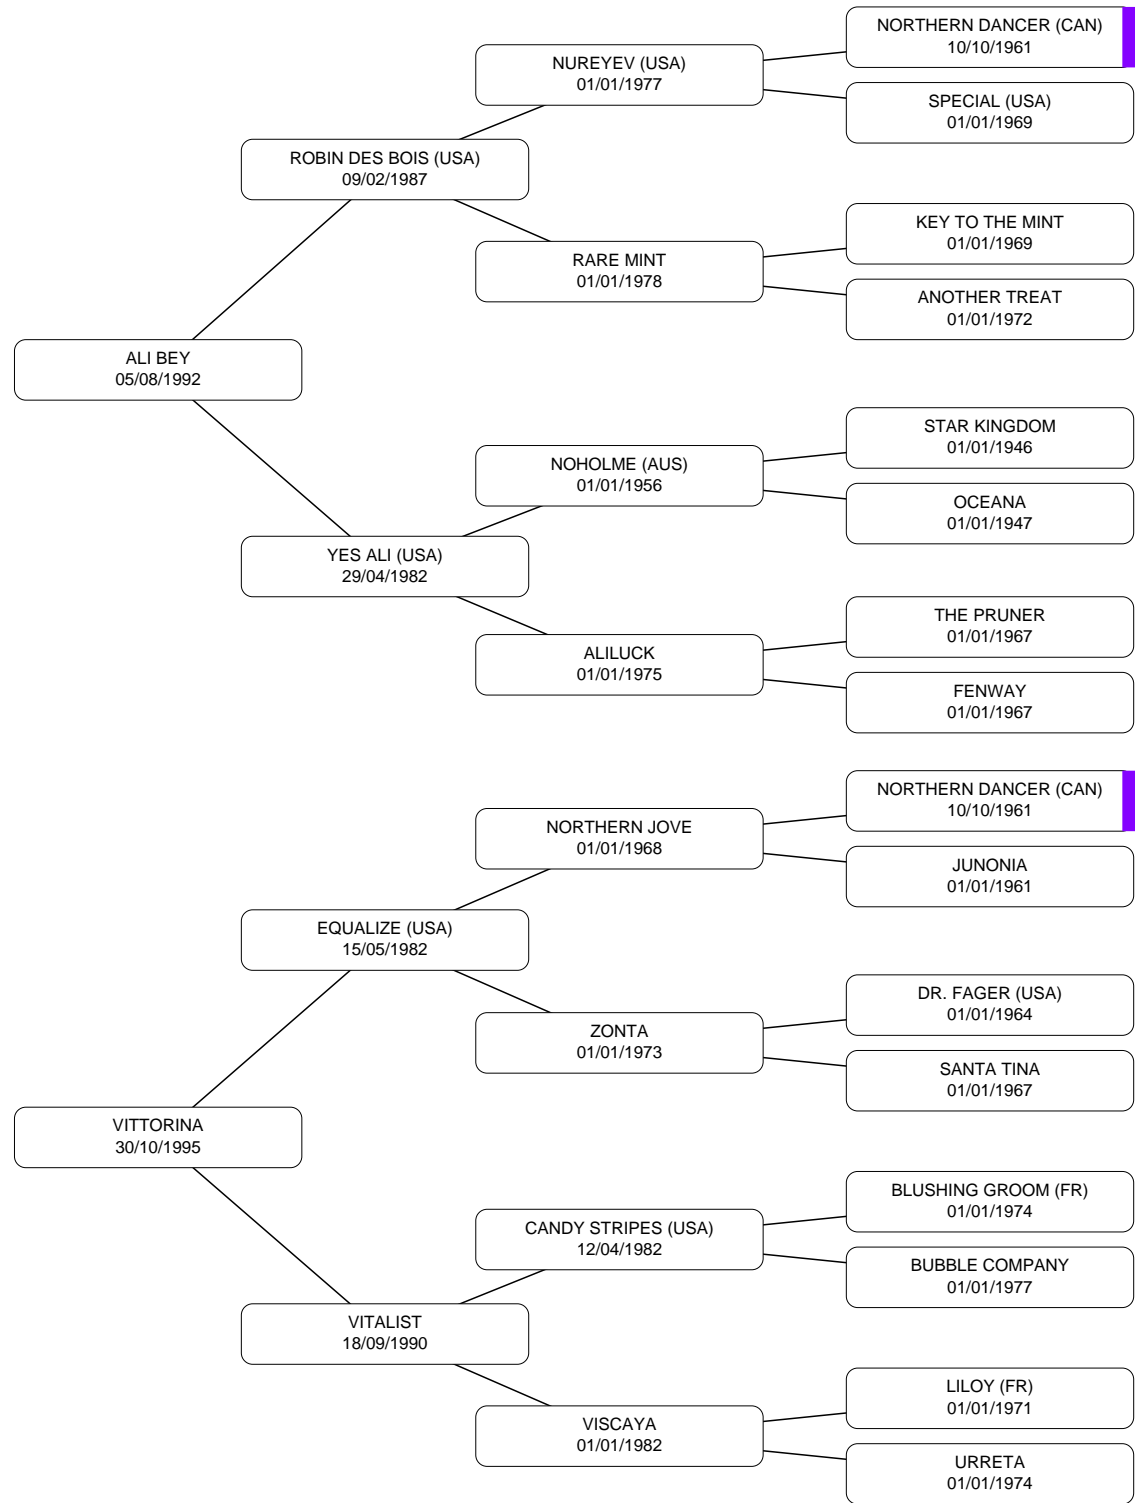 NORTHERN DANCER (CAN)
10/10/1961
NUREYEV (USA)
01/01/1977
SPECIAL (USA)
01/01/1969
ROBIN DES BOIS (USA)
09/02/1987
KEY TO THE MINT
01/01/1969
RARE MINT
01/01/1978
ANOTHER TREAT
01/01/1972
ALI BEY
05/08/1992
STAR KINGDOM
01/01/1946
NOHOLME (AUS)
01/01/1956
OCEANA
01/01/1947
YES ALI (USA)
29/04/1982
THE PRUNER
01/01/1967
ALILUCK
01/01/1975
FENWAY
01/01/1967
NORTHERN DANCER (CAN)
10/10/1961
NORTHERN JOVE
01/01/1968
JUNONIA
01/01/1961
EQUALIZE (USA)
15/05/1982
DR. FAGER (USA)
01/01/1964
ZONTA
01/01/1973
SANTA TINA
01/01/1967
VITTORINA
30/10/1995
BLUSHING GROOM (FR)
01/01/1974
CANDY STRIPES (USA)
12/04/1982
BUBBLE COMPANY
01/01/1977
VITALIST
18/09/1990
LILOY (FR)
01/01/1971
VISCAYA
01/01/1982
URRETA
01/01/1974